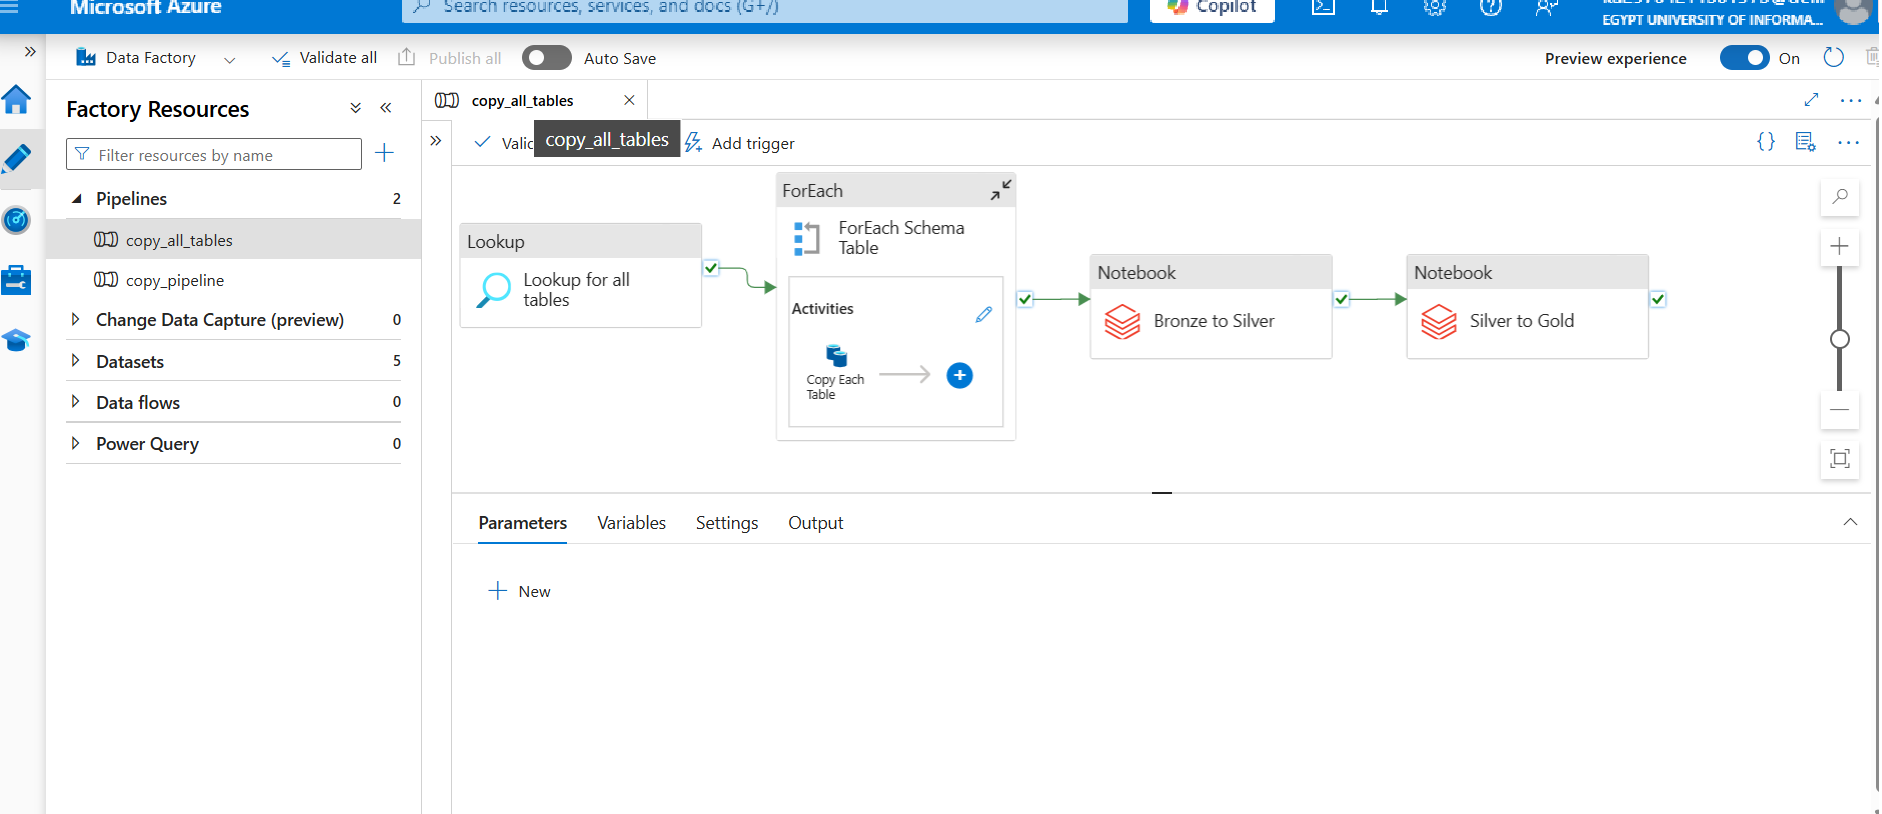 Microsoft Azure
Search resources, services, and docs (G+/)
Copilot
EGYPT UNIVERSITY OF INFORMA...
Data Factory
Validate all
Publish all
Auto Save
Preview experience
On
Factory Resources
Filter resources by name
Pipelines
2
copy_all_tables
copy_pipeline
Change Data Capture (preview)
0
Datasets
5
Data flows
0
Power Query
0
copy_all_tables
Valid
copy_all_tables
Add trigger
{}
Lookup
Lookup for all
tables
ForEach
ForEach Schema
Table
Activities
Copy Each
Table
Notebook
Bronze to Silver
Notebook
Silver to Gold
Parameters
Variables
Settings
Output
New